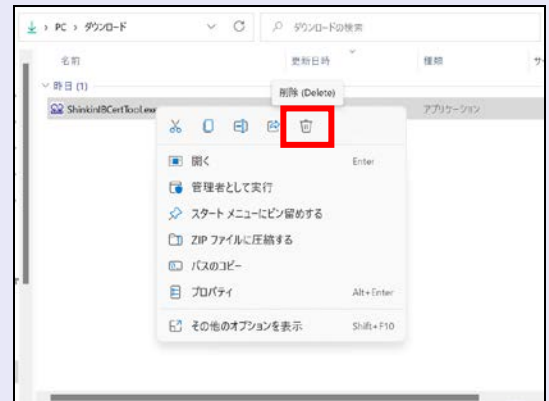 PC › ダウンロード
ダウンロードの検索
名前 更新日時 種類 サ
昨日 (1)
削除 (Delete)
ShinkinIBCertTool.exe アプリケーション
開く Enter
管理者として実行
スタート メニューにピン留めする
ZIP ファイルに圧縮する
パスのコピー
プロパティ Alt+Enter
その他のオプションを表示 Shift+F10